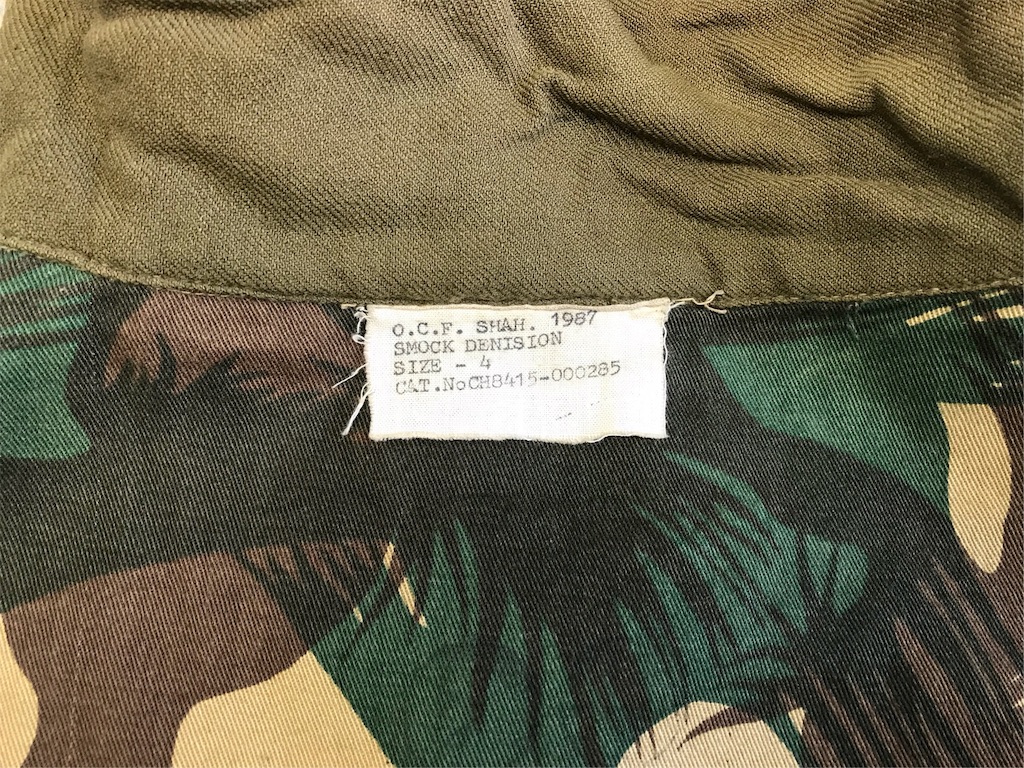 O.C.F. SHAH. 1987
SMOCK DENISION
SIZE - 4
CAT.NoCH8415-000285